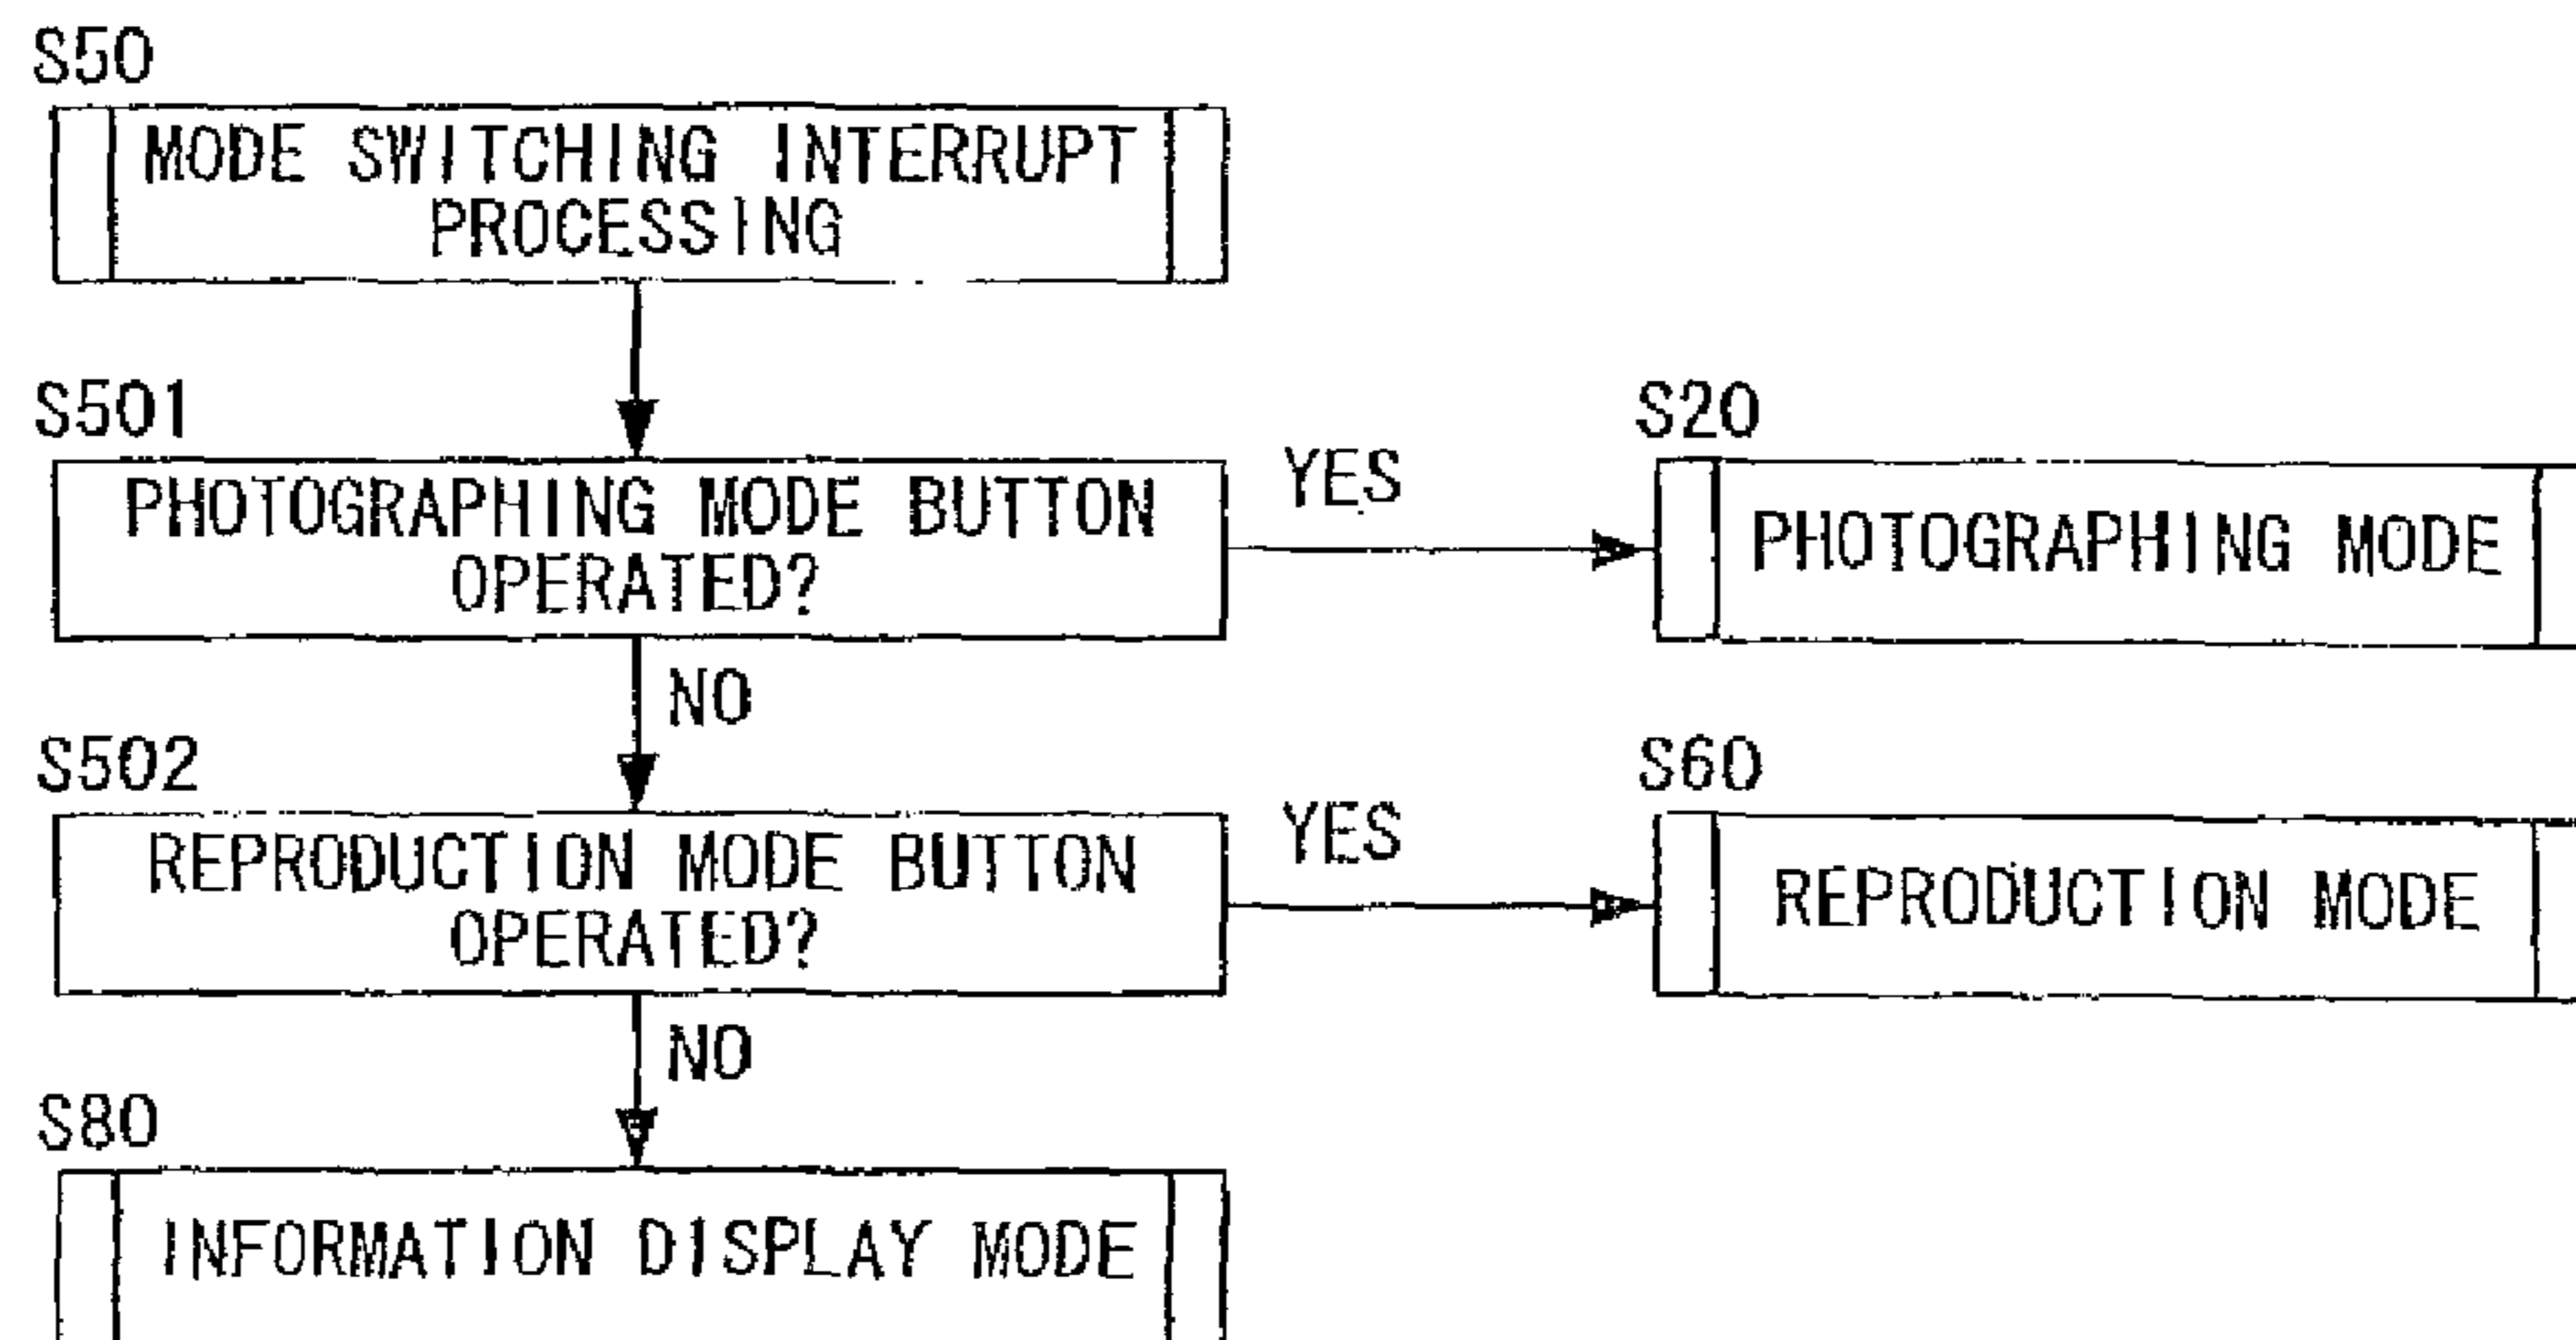 S50
MODE SWITCHING INTERRUPT
PROCESSING
S501
PHOTOGRAPHING MODE BUTTON
OPERATED?
YES
S20
PHOTOGRAPHING MODE
NO
S502
REPRODUCTION MODE BUTTON
OPERATED?
YES
S60
REPRODUCTION MODE
NO
S80
INFORMATION DISPLAY MODE